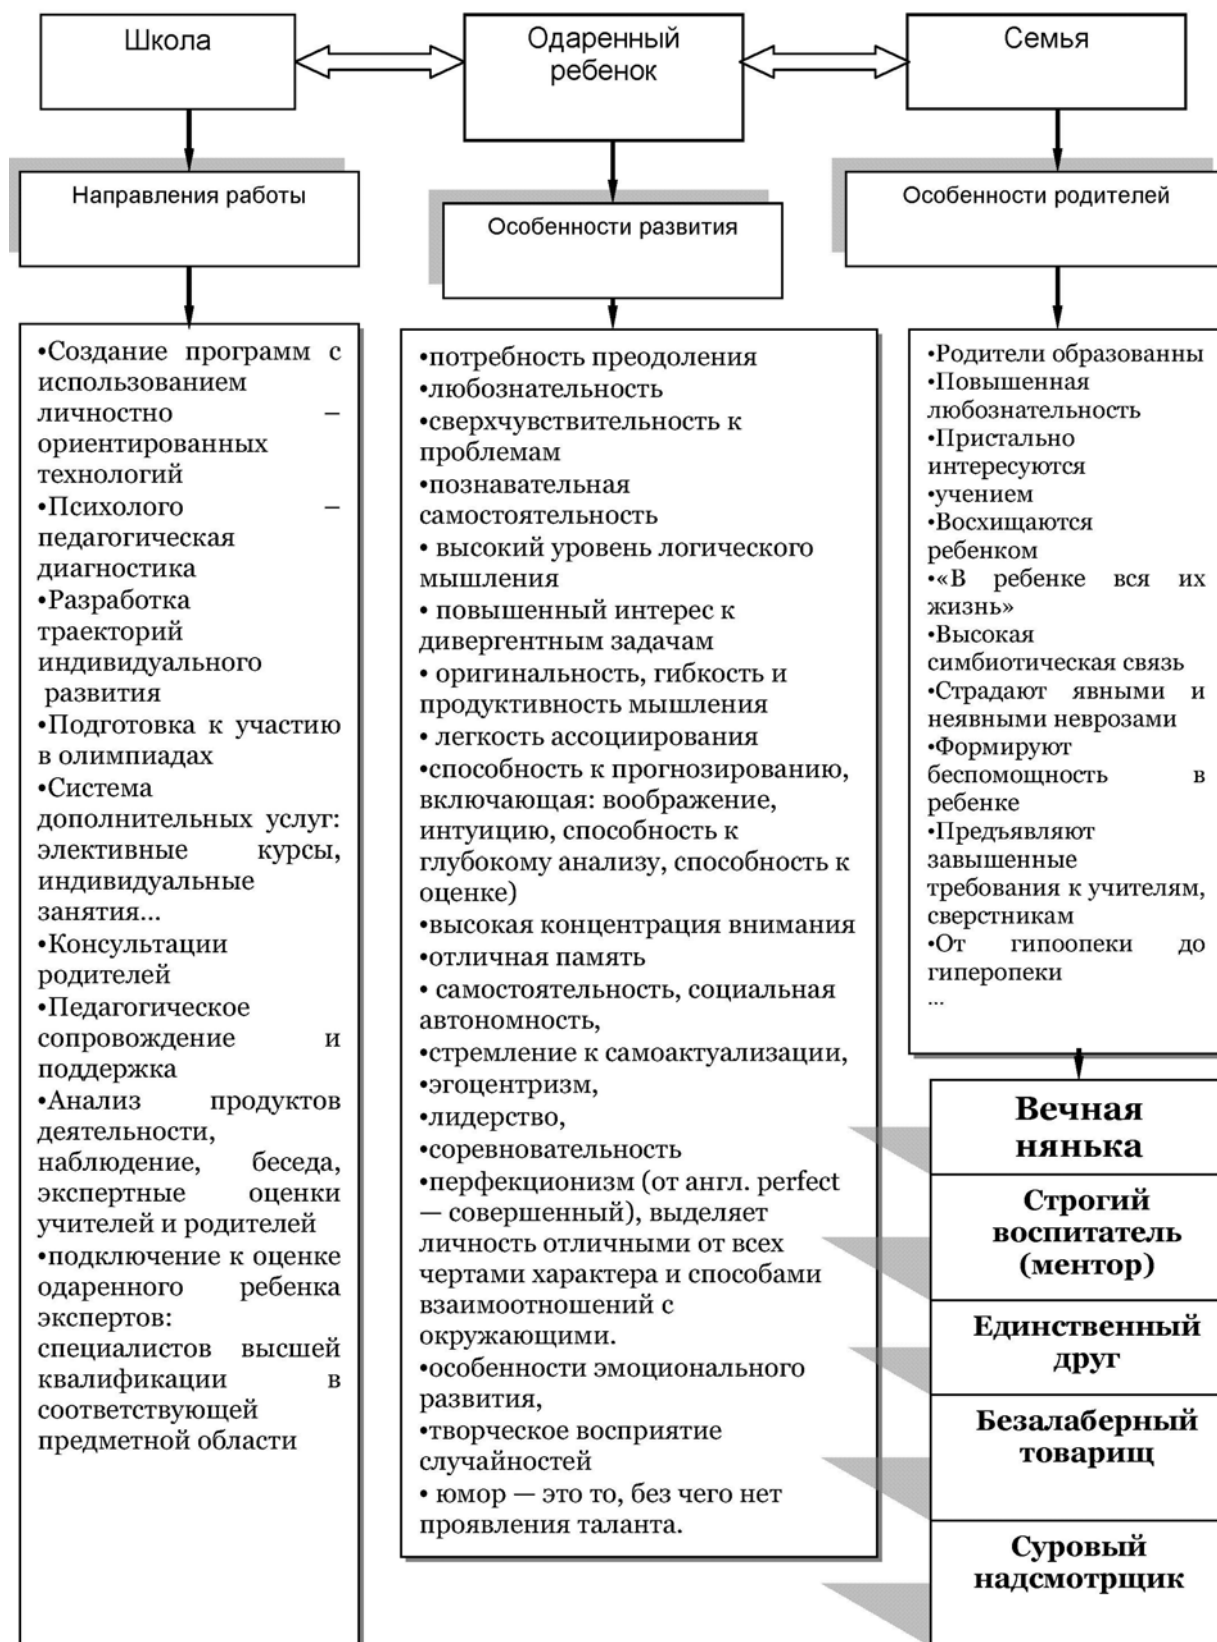 Школа
Одаренный
ребенок
Семья
Направления работы
Особенности развития
Особенности родителей
•Создание программ с
использованием
личностно –
ориентированных
технологий
•Психолого –
педагогическая
диагностика
•Разработка
траекторий
индивидуального
развития
•Подготовка к участию
в олимпиадах
•Система
дополнительных услуг:
элективные курсы,
индивидуальные
занятия...
•Консультации
родителей
•Педагогическое
сопровождение и
поддержка
•Анализ продуктов
деятельности,
наблюдение, беседа,
экспертные оценки
учителей и родителей
•подключение к оценке
одаренного ребенка
экспертов:
специалистов высшей
квалификации в
соответствующей
предметной области
•потребность преодоления
•любознательность
•сверхчувствительность к
проблемам
•познавательная
самостоятельность
• высокий уровень логического
мышления
• повышенный интерес к
дивергентным задачам
• оригинальность, гибкость и
продуктивность мышления
• легкость ассоциирования
•способность к прогнозированию,
включающая: воображение,
интуицию, способность к
глубокому анализу, способность к
оценке)
•высокая концентрация внимания
•отличная память
• самостоятельность, социальная
автономность,
•стремление к самоактуализации,
•эгоцентризм,
•лидерство,
•соревновательность
•перфекционизм (от англ. perfect
— совершенный), выделяет
личность отличными от всех
чертами характера и способами
взаимоотношений с
окружающими.
•особенности эмоционального
развития,
•творческое восприятие
случайностей
• юмор — это то, без чего нет
проявления таланта.
•Родители образованны
•Повышенная
любознательность
•Пристально
интересуются
•учением
•Восхищаются
ребенком
•«В ребенке вся их
жизнь»
•Высокая
симбиотическая связь
•Страдают явными и
неявными неврозами
•Формируют
беспомощность в
ребенке
•Предъявляют
завышенные
требования к учителям,
сверстникам
•От гипоопеки до
гиперопеки
...
Вечная
нянька
Строгий
воспитатель
(ментор)
Единственный
друг
Безалаберный
товарищ
Суровый
надсмотрщик